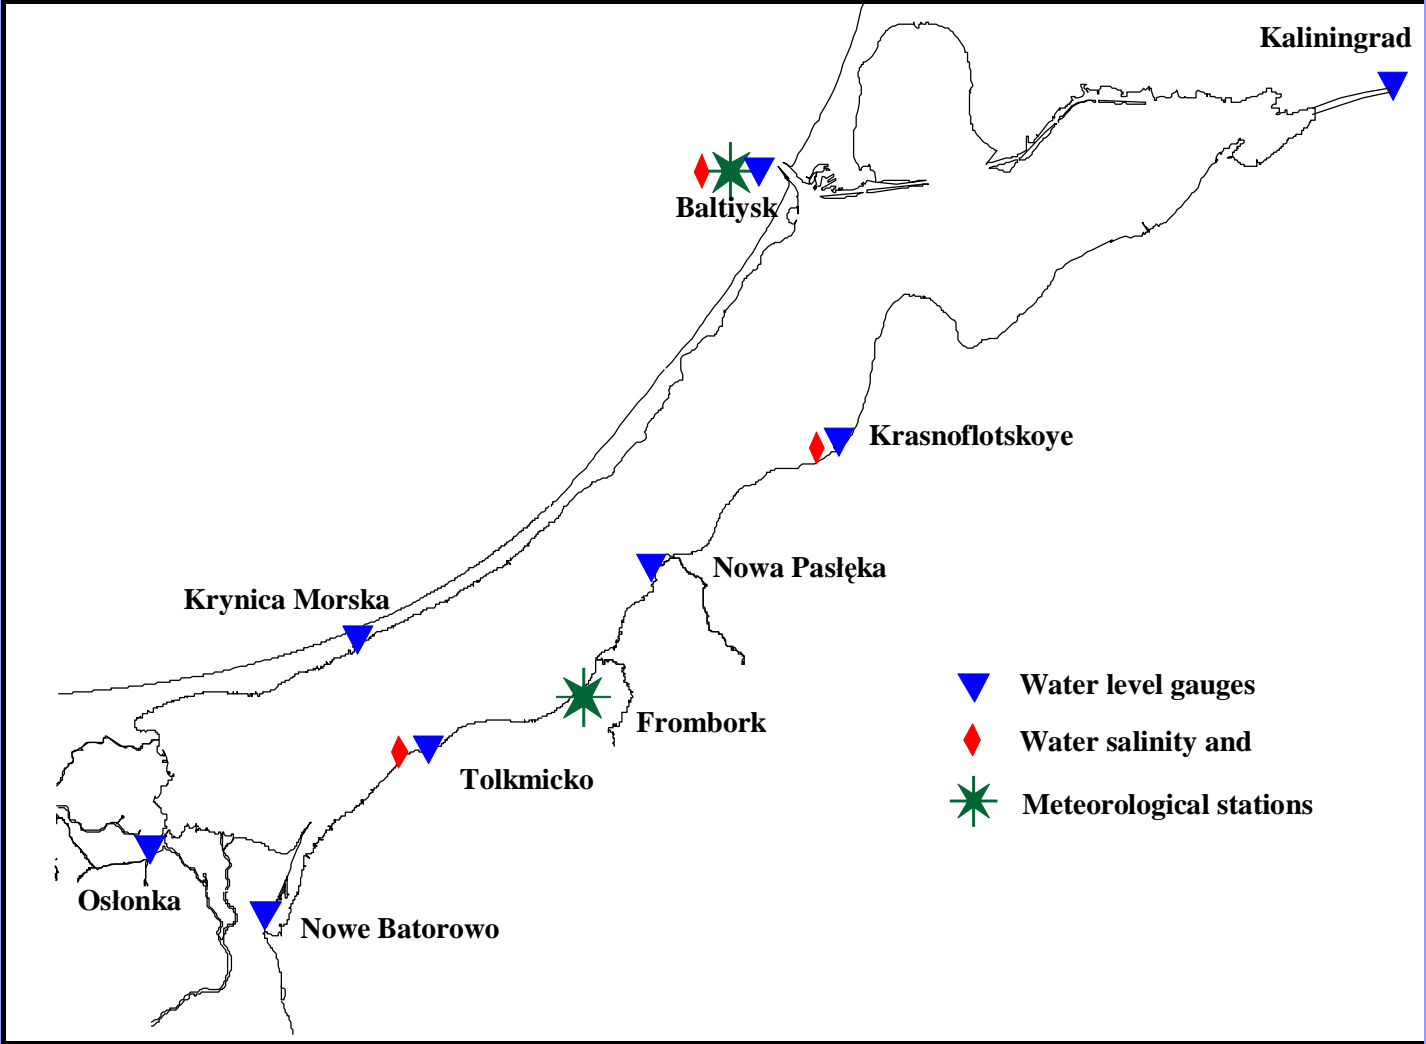 Kaliningrad
Baltiysk
Krasnoflotskoye
Nowa Pasłęka
Krynica Morska
Water level gauges
Frombork
Water salinity and
Tolkmicko
Meteorological stations
Osłonka
Nowe Batorowo